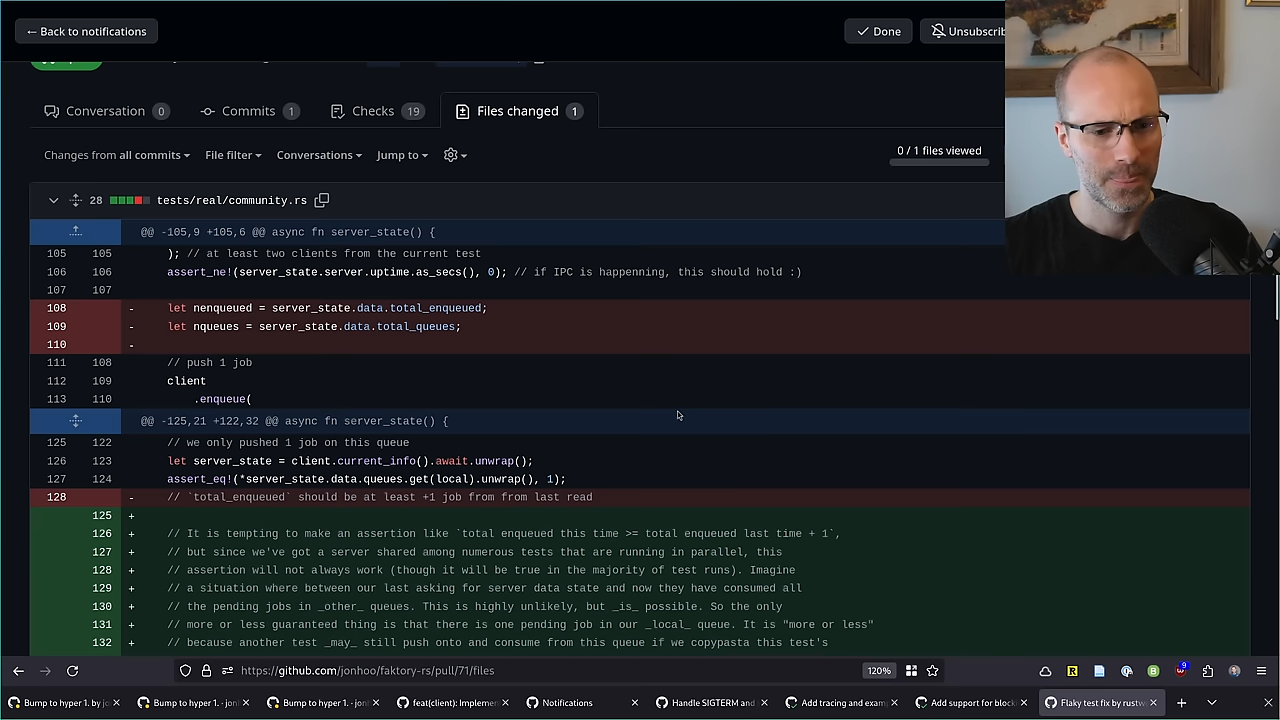 ← Back to notifications
Done
Unsubscrib
Conversation 0
Commits 1
Checks 19
Files changed 1
Changes from all commits
File filter
Conversations
Jump to
0 / 1 files viewed
28 tests/real/community.rs
@@ -105,9 +105,6 @@ async fn server_state() {
105 105 ); // at least two clients from the current test
106 106 assert_ne!(server_state.server.uptime.as_secs(), 0); // if IPC is happenning, this should hold :)
107 107
108 - let nenqueued = server_state.data.total_enqueued;
109 - let nqueues = server_state.data.total_queues;
110 -
111 108 // push 1 job
112 109 client
113 110 .enqueue(
@@ -125,21 +122,32 @@ async fn server_state() {
125 122 // we only pushed 1 job on this queue
126 123 let server_state = client.current_info().await.unwrap();
127 124 assert_eq!(*server_state.data.queues.get(local).unwrap(), 1);
128 - // `total_enqueued` should be at least +1 job from from last read
125 +
126 + // It is tempting to make an assertion like `total enqueued this time >= total enqueued last time + 1`,
127 + // but since we've got a server shared among numerous tests that are running in parallel, this
128 + // assertion will not always work (though it will be true in the majority of test runs). Imagine
129 + // a situation where between our last asking for server data state and now they have consumed all
130 + // the pending jobs in _other_ queues. This is highly unlikely, but _is_ possible. So the only
131 + // more or less guaranteed thing is that there is one pending job in our _local_ queue. It is "more or less"
132 + // because another test _may_ still push onto and consume from this queue if we copypasta this test's
https://github.com/jonhoo/faktory-rs/pull/71/files
120%
9
Bump to hyper 1. by jo
Bump to hyper 1. · jonl
Bump to hyper 1. · jonl
feat(client): Implemen
Notifications
Handle SIGTERM and
Add tracing and exam
Add support for block
Flaky test fix by rustw